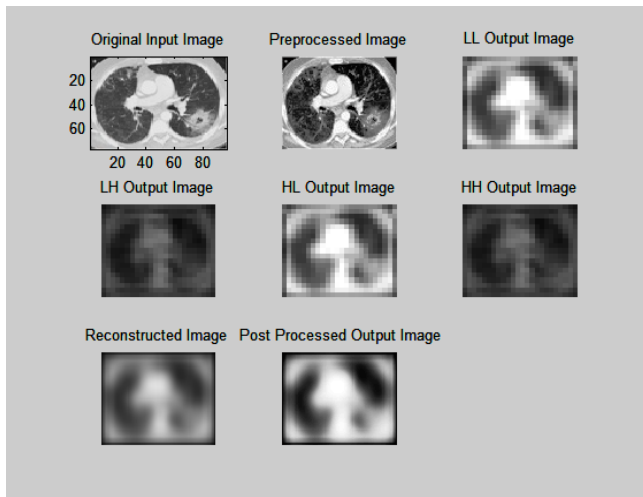 Original Input Image
Preprocessed Image
LL Output Image
20
40
60
20 40 60 80
LH Output Image
HL Output Image
HH Output Image
Reconstructed Image
Post Processed Output Image